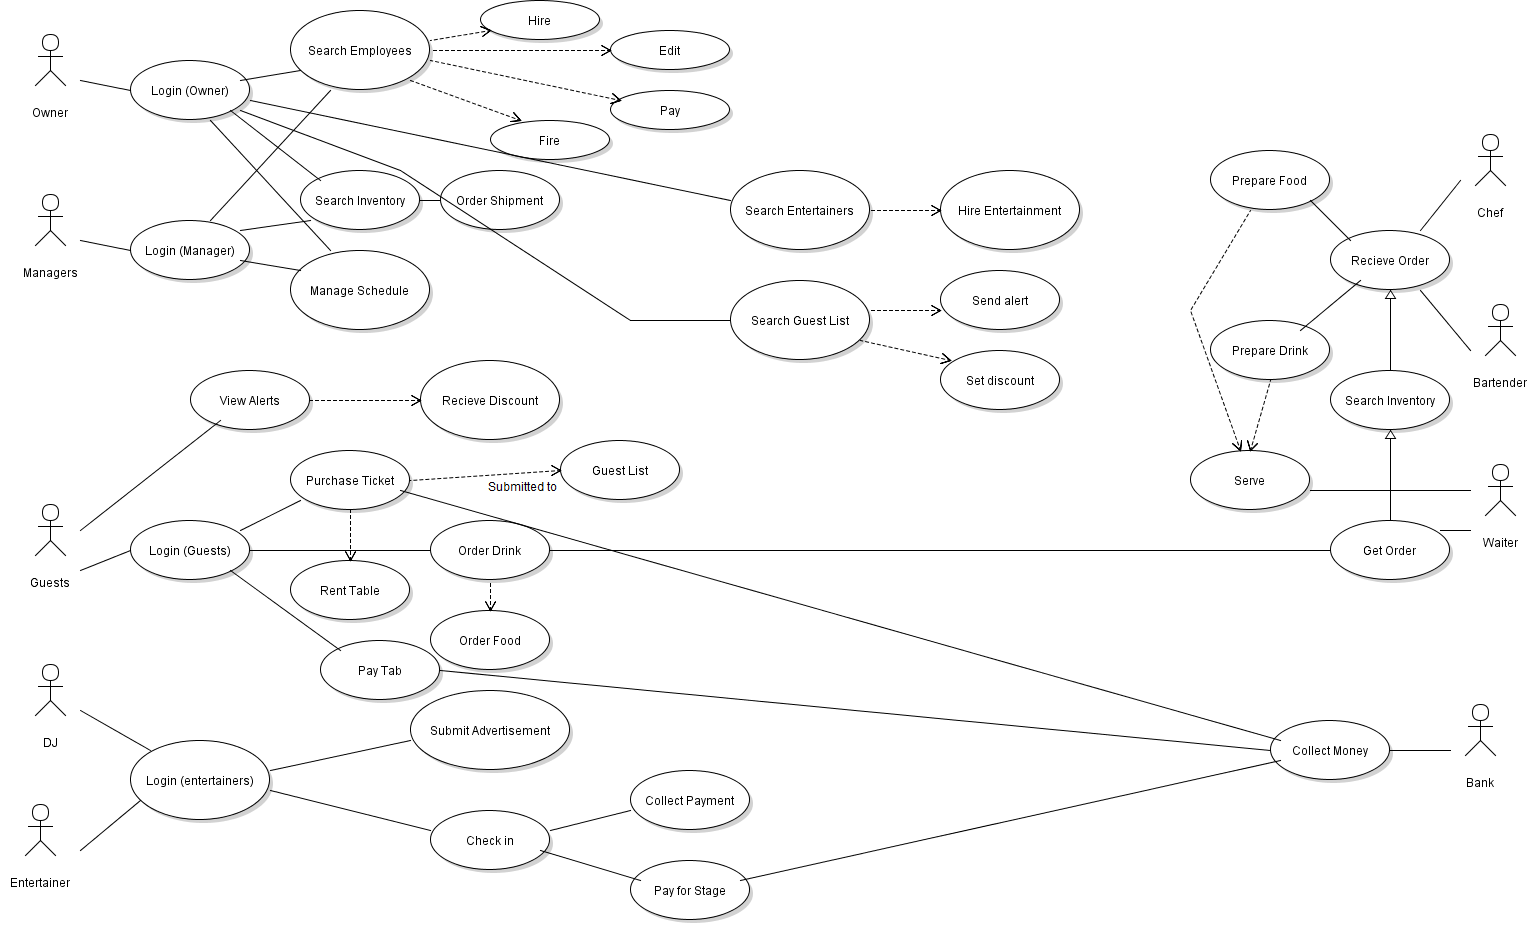 Hire
Search Employees
Edit
Login (Owner)
Owner
Pay
Fire
Prepare Food
Search Inventory
Order Shipment
Search Entertainers
Hire Entertainment
Chef
Login (Manager)
Managers
Recieve Order
Manage Schedule
Send alert
Search Guest List
Prepare Drink
Set discount
Bartender
View Alerts
Recieve Discount
Search Inventory
Guest List
Purchase Ticket
Submitted to
Serve
Waiter
Login (Guests)
Order Drink
Get Order
Guests
Rent Table
Order Food
Pay Tab
Submit Advertisement
DJ
Collect Money
Login (entertainers)
Bank
Collect Payment
Check in
Entertainer
Pay for Stage